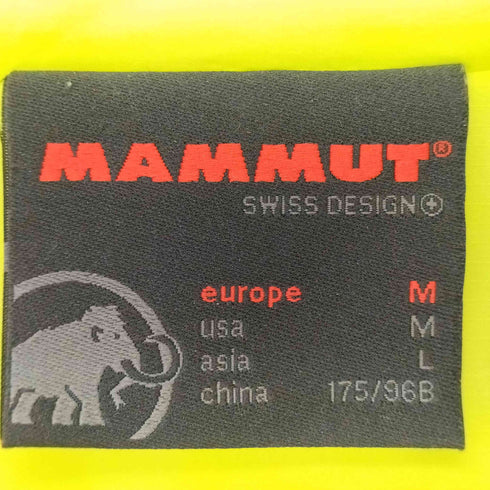 MAMMUT®
SWISS DESIGN
europe M
usa M
asia L
china 175/96B